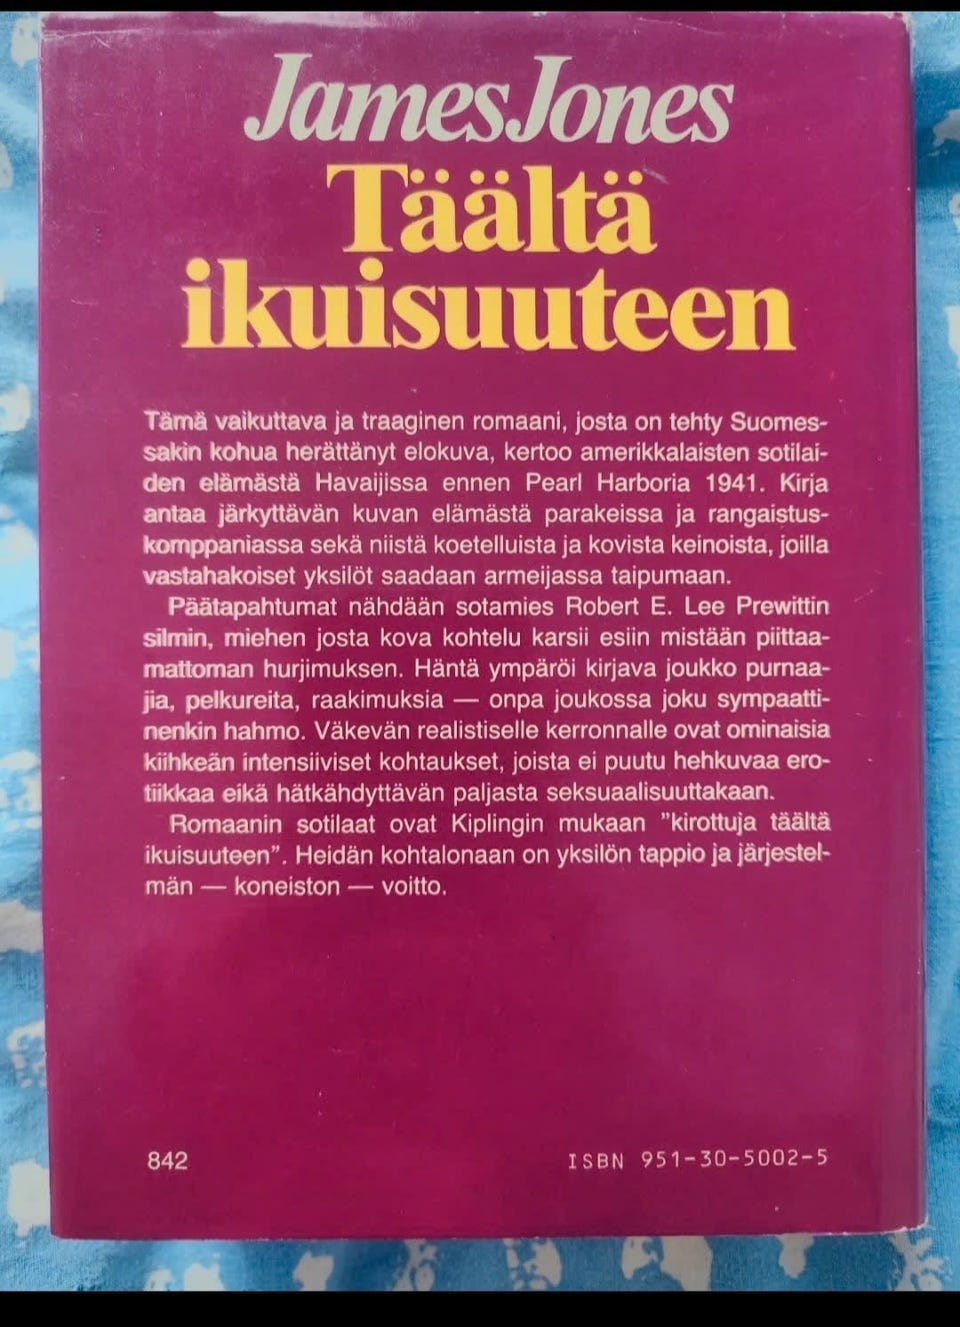 James Jones
Täältä
ikuisuuteen
Tämä vaikuttava ja traaginen romaani, josta on tehty Suomes-
sakin kohua herättänyt elokuva, kertoo amerikkalaisten sotilai-
den elämästä Havaijissa ennen Pearl Harboria 1941. Kirja
antaa järkyttävän kuvan elämästä parakeissa ja rangaistus-
komppaniassa sekä niistä koetelluista ja kovista keinoista, joilla
vastahakoiset yksilöt saadaan armeijassa taipumaan.
Päätapahtumat nähdään sotamies Robert E. Lee Prewittin
silmin, miehen josta kova kohtelu karsii esiin mistään piittaa-
mattoman hurjimuksen. Häntä ympäröi kirjava joukko purnaa-
jia, pelkureita, raakimuksia — onpa joukossa joku sympaatti-
nenkin hahmo. Väkevän realistiselle kerronnalle ovat ominaisia
kiihkeän intensiiviset kohtaukset, joista ei puutu hehkuvaa ero-
tiikkaa eikä hätkähdyttävän paljasta seksuaalisuuttakaan.
Romaanin sotilaat ovat Kiplingin mukaan ”kirottuja täältä
ikuisuuteen”. Heidän kohtalonaan on yksilön tappio ja järjestel-
män — koneiston — voitto.
842
ISBN 951-30-5002-5